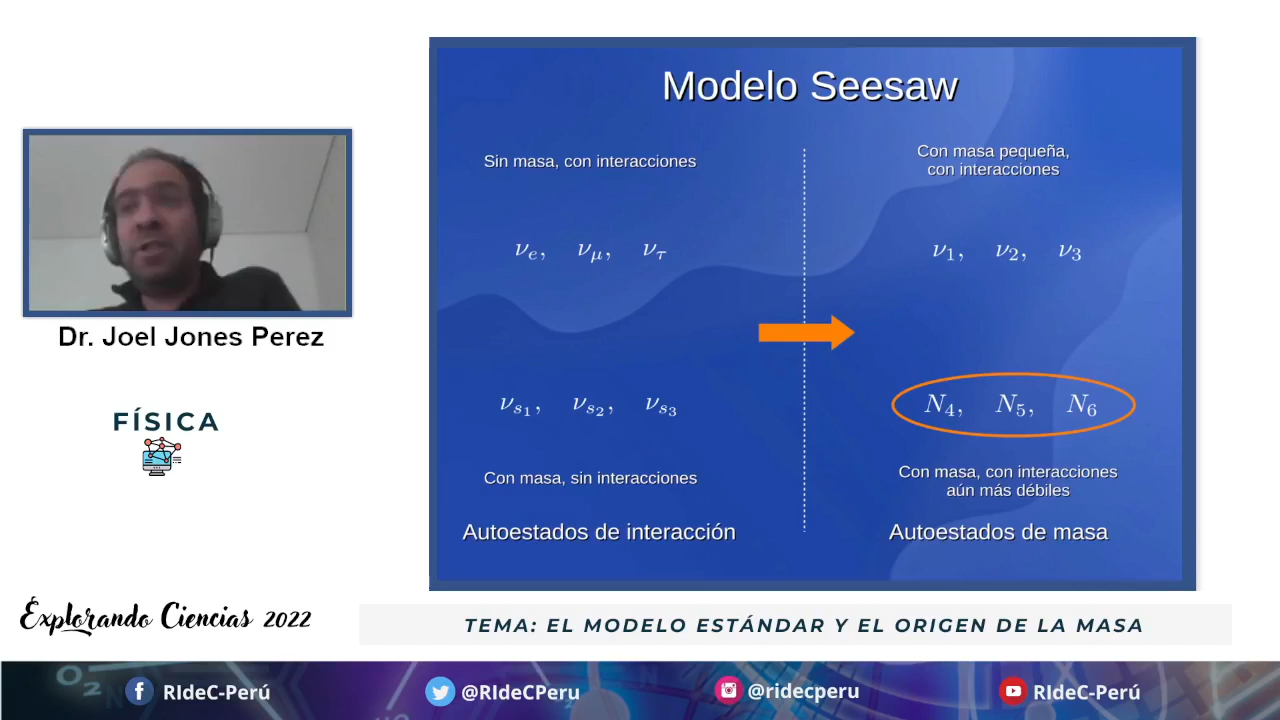 Modelo Seesaw
Sin masa, con interacciones
Con masa pequeña,
con interacciones
νe, νμ, ντ
ν1, ν2, ν3
Dr. Joel Jones Perez
FÍSICA
νs1, νs2, νs3
N4, N5, N6
Con masa, sin interacciones
Con masa, con interacciones
aún más débiles
Autoestados de interacción
Autoestados de masa
Explorando Ciencias 2022
TEMA: EL MODELO ESTÁNDAR Y EL ORIGEN DE LA MASA
O2
RIdeC-Perú
@RIdeCPeru
@ridecperu
RIdeC-Perú